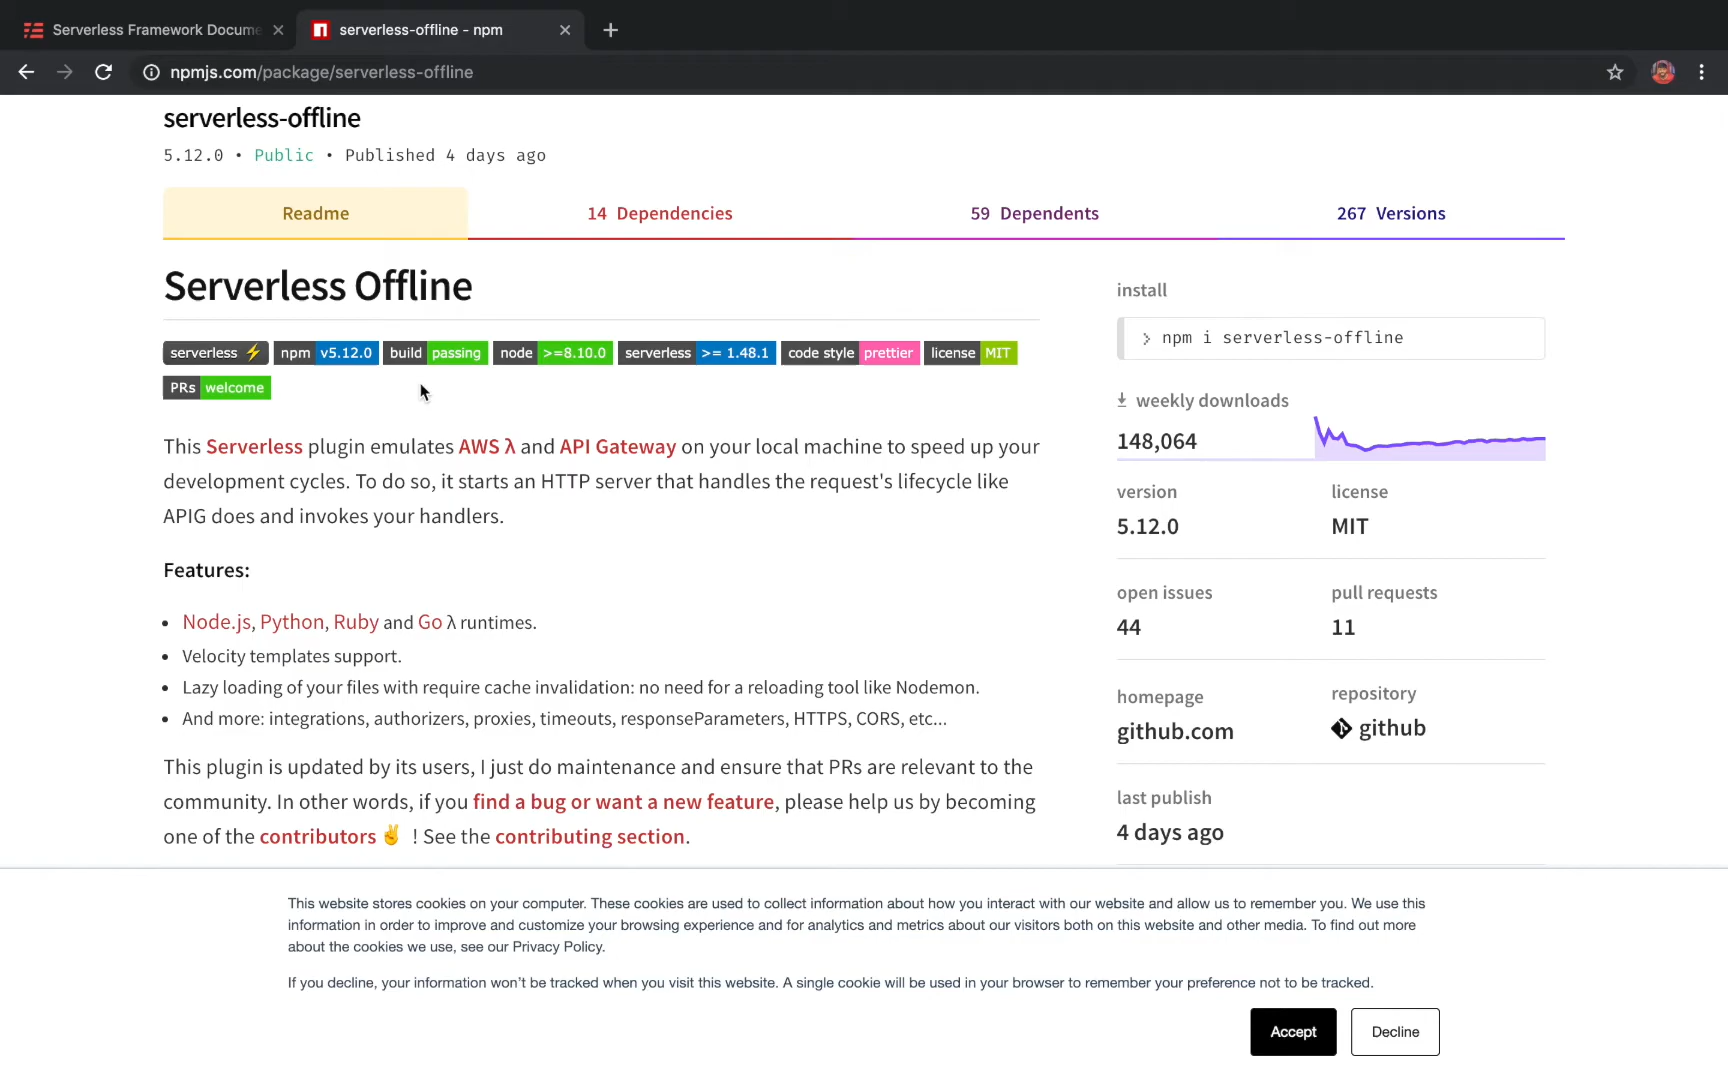 Serverless Framework Docume
serverless-offline - npm
npmjs.com/package/serverless-offline
serverless-offline
5.12.0 • Public • Published 4 days ago
Readme
14 Dependencies
59 Dependents
267 Versions
Serverless Offline
serverless ⚡ npm v5.12.0 build passing node >=8.10.0 serverless >= 1.48.1 code style prettier license MIT
PRs welcome
This Serverless plugin emulates AWS λ and API Gateway on your local machine to speed up your
development cycles. To do so, it starts an HTTP server that handles the request's lifecycle like
APIG does and invokes your handlers.
Features:
• Node.js, Python, Ruby and Go λ runtimes.
• Velocity templates support.
• Lazy loading of your files with require cache invalidation: no need for a reloading tool like Nodemon.
• And more: integrations, authorizers, proxies, timeouts, responseParameters, HTTPS, CORS, etc...
This plugin is updated by its users, I just do maintenance and ensure that PRs are relevant to the
community. In other words, if you find a bug or want a new feature, please help us by becoming
one of the contributors ✌ ! See the contributing section.
install
> npm i serverless-offline
weekly downloads
148,064
version
license
5.12.0
MIT
open issues
pull requests
44
11
homepage
repository
github.com
github
last publish
4 days ago
This website stores cookies on your computer. These cookies are used to collect information about how you interact with our website and allow us to remember you. We use this
information in order to improve and customize your browsing experience and for analytics and metrics about our visitors both on this website and other media. To find out more
about the cookies we use, see our Privacy Policy.
If you decline, your information won't be tracked when you visit this website. A single cookie will be used in your browser to remember your preference not to be tracked.
Accept
Decline